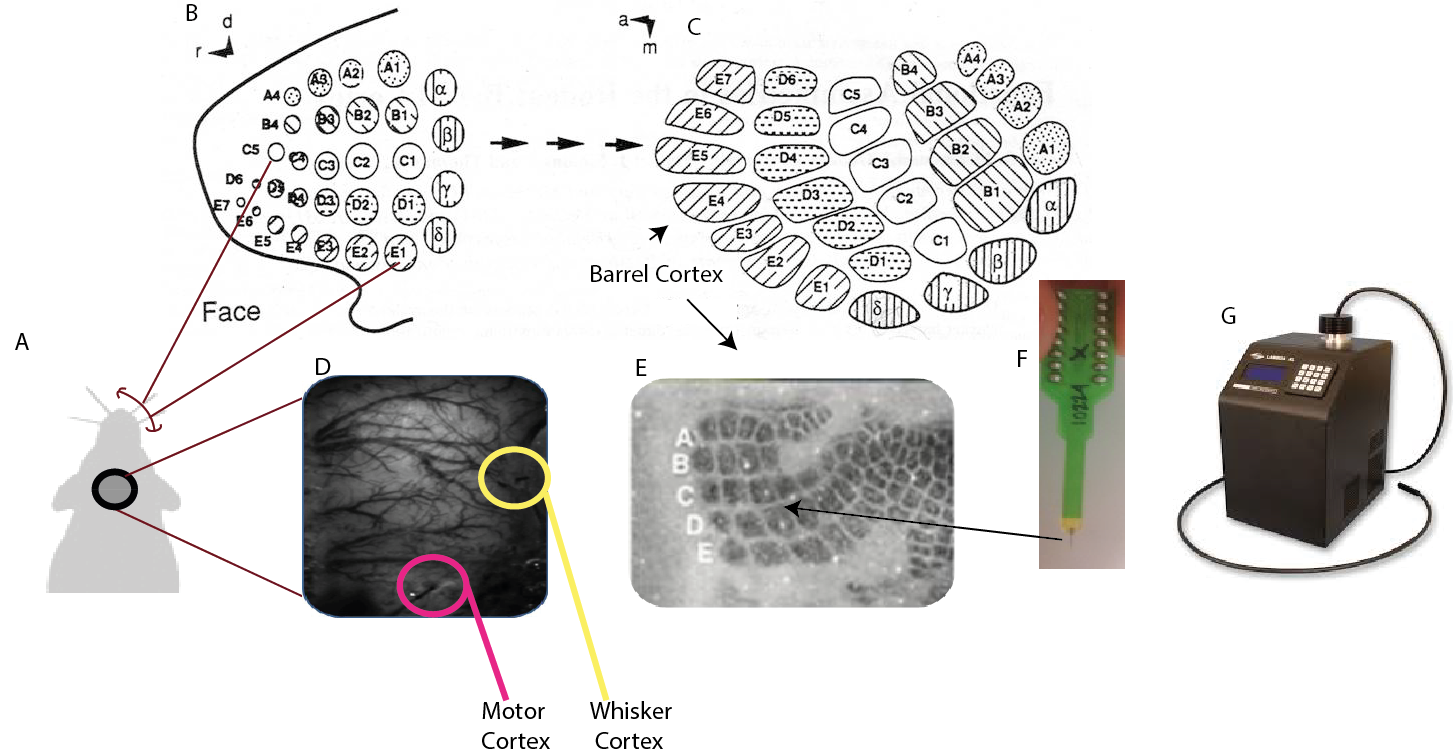 A
B
d
r
A1
A2
A3
A4
α
B1
B2
B3
B4
β
C1
C2
C3
C4
C5
γ
D1
D2
D3
D4
D5
D6
δ
E1
E2
E3
E4
E5
E6
E7
Face
C
a
m
E7
D6
C5
B4
A4
A3
E6
D5
C4
B3
A2
E5
D4
C3
B2
A1
E4
D3
C2
B1
α
E3
D2
C1
β
E2
D1
γ
E1
δ
Barrel Cortex
D
Motor
Cortex
Whisker
Cortex
E
A
B
C
D
E
F
X
G